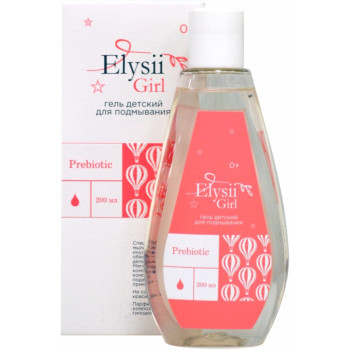 0+
Elysii
Girl
гель детский
для подмывания
Prebiotic
200 мл
0+
Elysii
Girl
гель детский
для подмывания
Prebiotic
200 мл